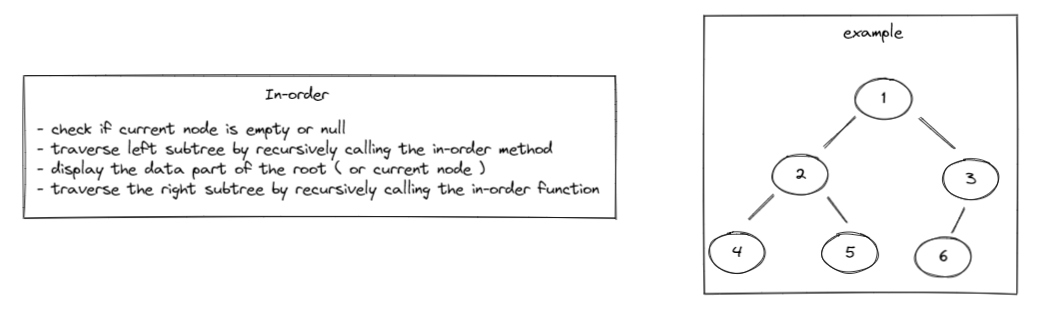 In-order
- check if current node is empty or null
- traverse left subtree by recursively calling the in-order method
- display the data part of the root ( or current node )
- traverse the right subtree by recursively calling the in-order function
example
1
2
3
4
5
6